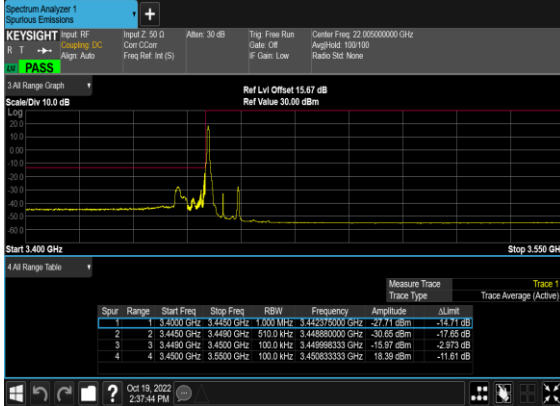 Spectrum Analyzer 1
Spurious Emissions
+
KEYSIGHT Input: RF Input Z: 50 Ω Atten: 30 dB Trig: Free Run Center Freq: 22.005000000 GHz
R T Coupling: DC Corr CCorr Gate: Off Avg|Hold: 100/100
Align: Auto Freq Ref: Int (S) IF Gain: Low Radio Std: None
LXI PASS
3 All Range Graph
Ref Lvl Offset 15.67 dB
Scale/Div 10.0 dB Ref Value 30.00 dBm
Log
20.0
10.0
0.00
-10.0
-20.0
-30.0
-40.0
-50.0
-60.0
Start 3.400 GHz Stop 3.550 GH
4 All Range Table
Measure Trace Trace 1
Trace Type Trace Average (Active)
Spur Range Start Freq Stop Freq RBW Frequency Amplitude ΔLimit
1 1 3.4000 GHz 3.4450 GHz 1.000 MHz 3.442375000 GHz -27.71 dBm -14.71 dB
2 2 3.4450 GHz 3.4490 GHz 510.0 kHz 3.448880000 GHz -30.65 dBm -17.65 dB
3 3 3.4490 GHz 3.4500 GHz 100.0 kHz 3.449998333 GHz -15.97 dBm -2.973 dB
4 4 3.4500 GHz 3.5500 GHz 100.0 kHz 3.450833333 GHz 18.39 dBm -11.61 dB
? Oct 19, 2022
2:37:44 PM